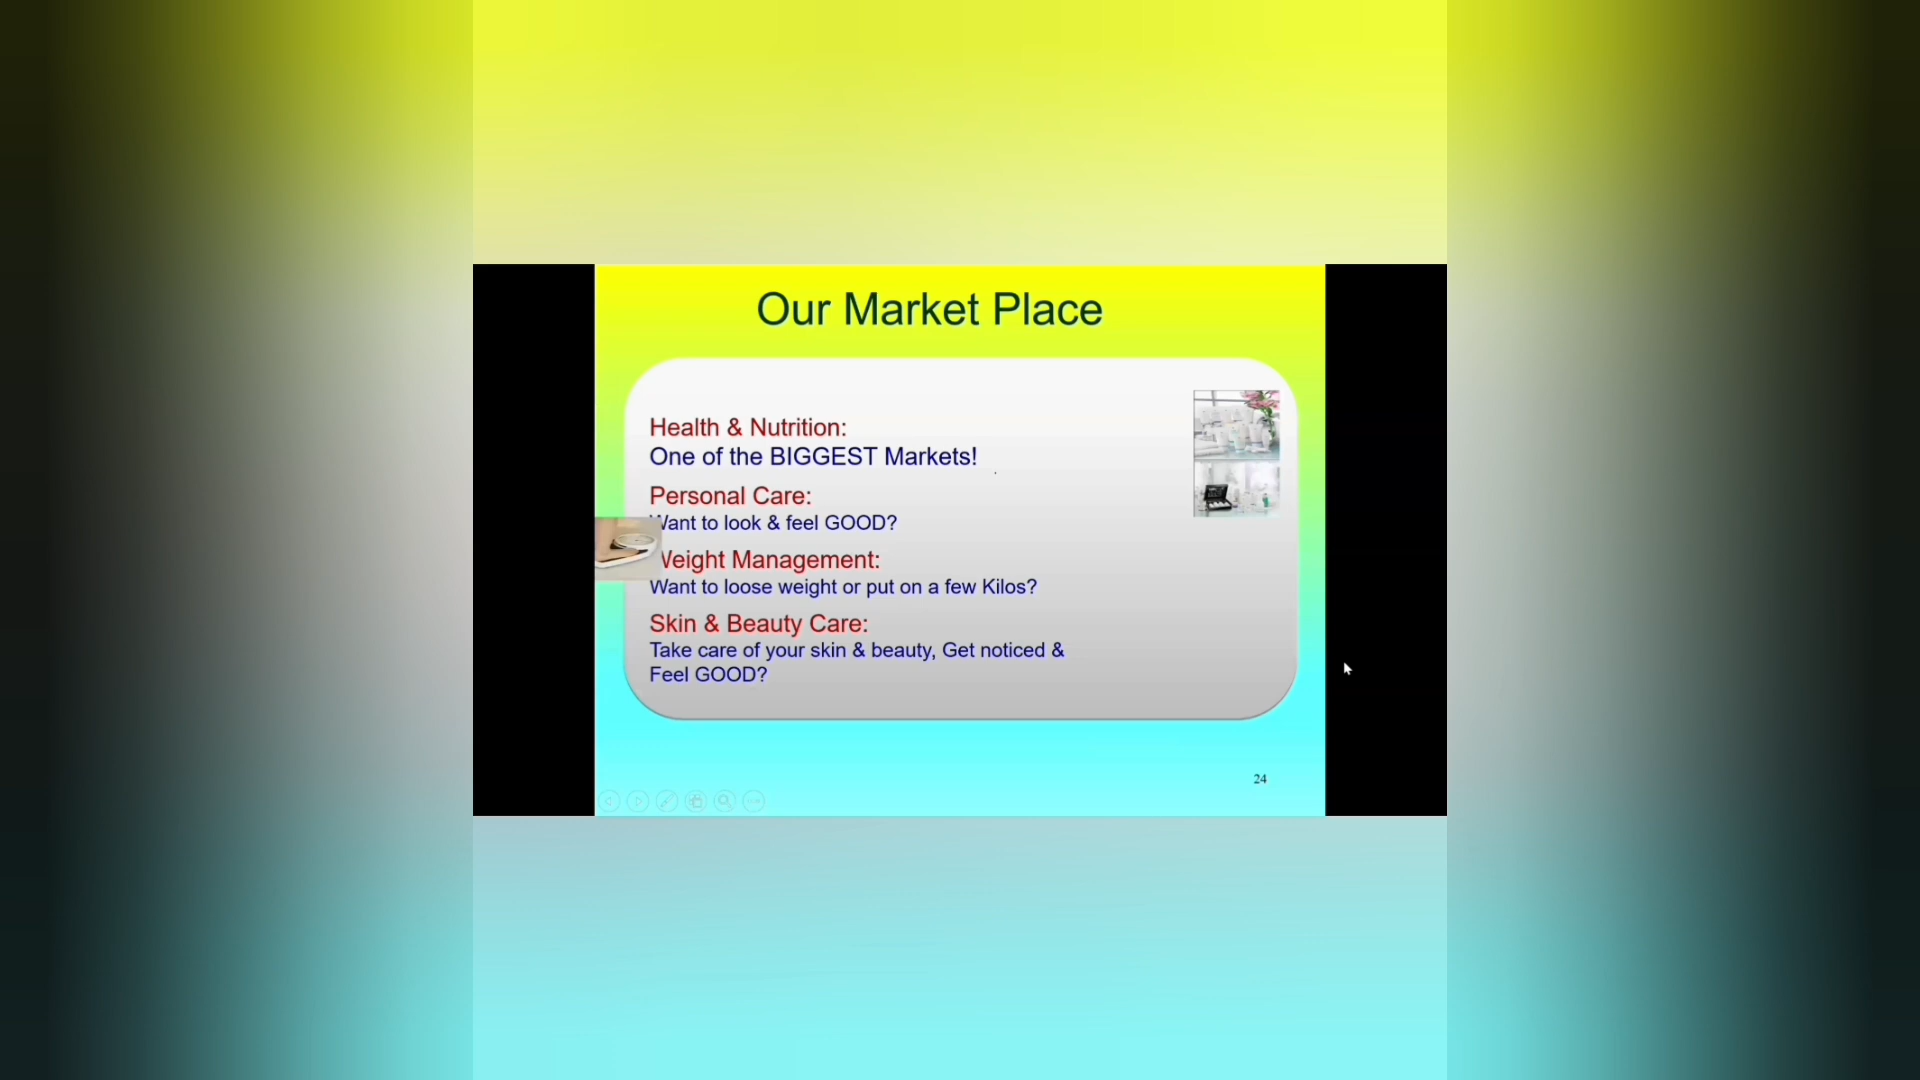 Our Market Place
Health & Nutrition:
One of the BIGGEST Markets!
Personal Care:
Want to look & feel GOOD?
Weight Management:
Want to loose weight or put on a few Kilos?
Skin & Beauty Care:
Take care of your skin & beauty, Get noticed &
Feel GOOD?
24